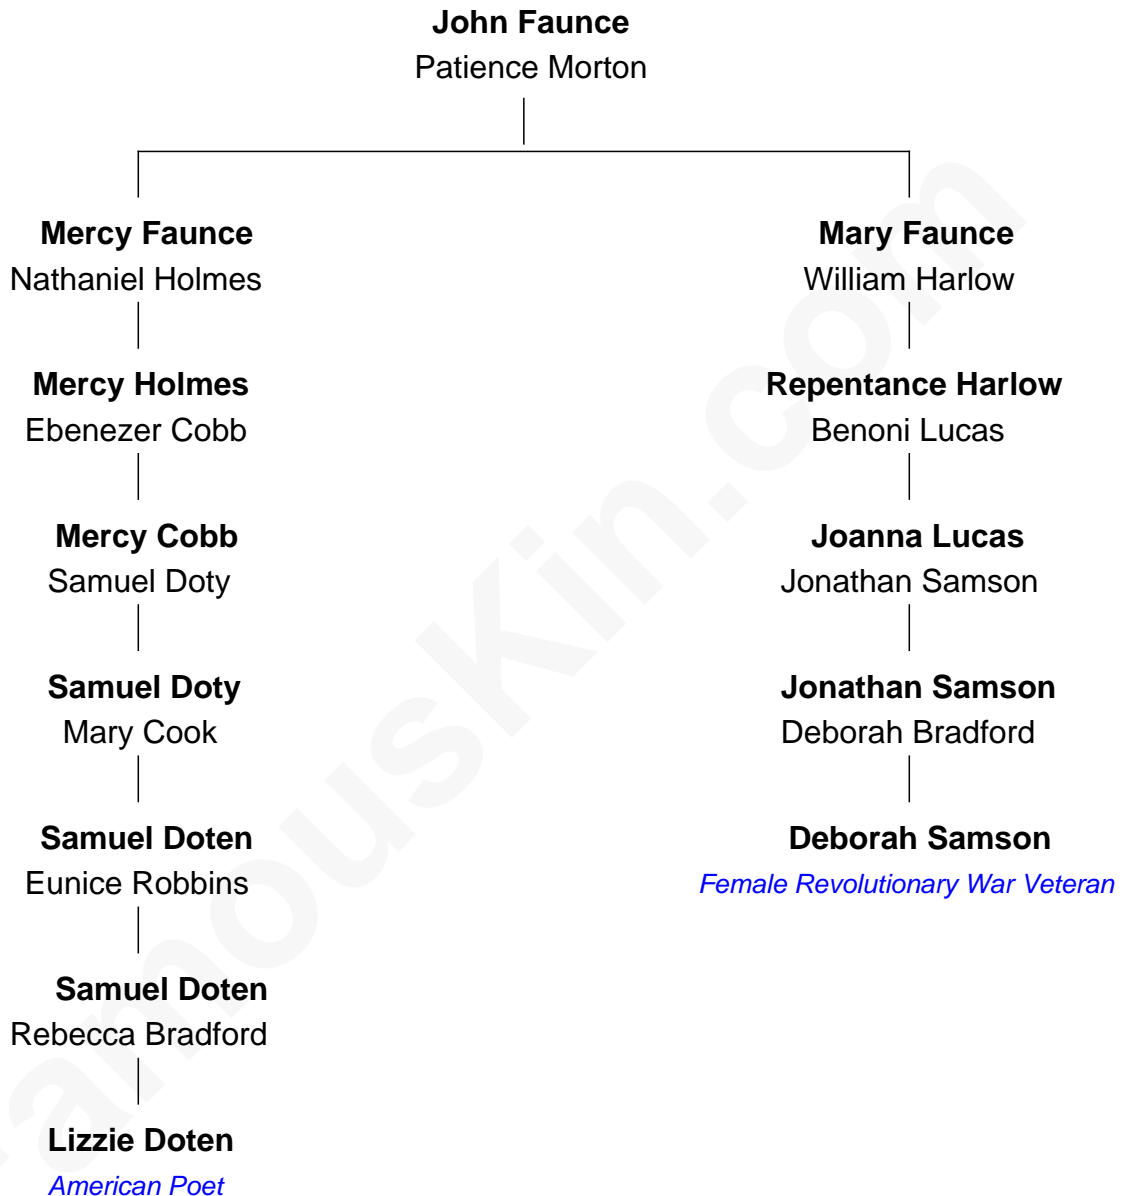 John Faunce
Patience Morton
Mercy Faunce
Nathaniel Holmes
Mary Faunce
William Harlow
Mercy Holmes
Ebenezer Cobb
Repentance Harlow
Benoni Lucas
Mercy Cobb
Samuel Doty
Joanna Lucas
Jonathan Samson
Samuel Doty
Mary Cook
Jonathan Samson
Deborah Bradford
Samuel Doten
Eunice Robbins
Deborah Samson
Female Revolutionary War Veteran
Samuel Doten
Rebecca Bradford
Lizzie Doten
American Poet
famouskin.com